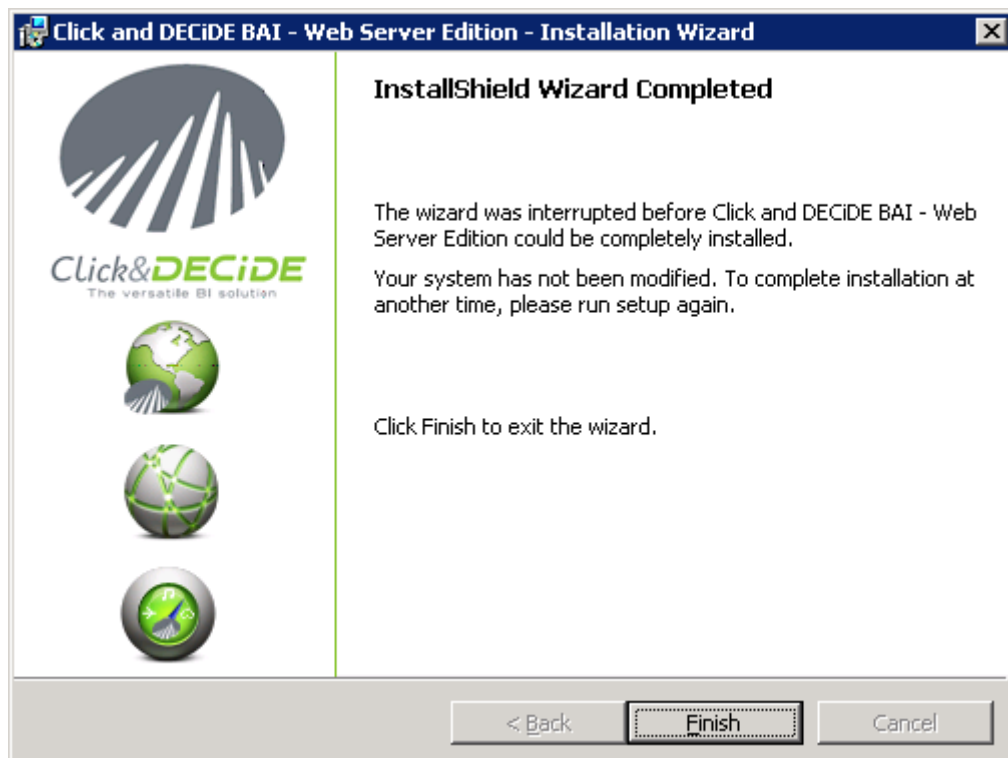 Click and DECiDE BAI - Web Server Edition - Installation Wizard
InstallShield Wizard Completed
The wizard was interrupted before Click and DECiDE BAI - Web
Server Edition could be completely installed.
Your system has not been modified. To complete installation at
another time, please run setup again.
Click Finish to exit the wizard.
Click&DECiDE
The versatile BI solution
< Back
Finish
Cancel